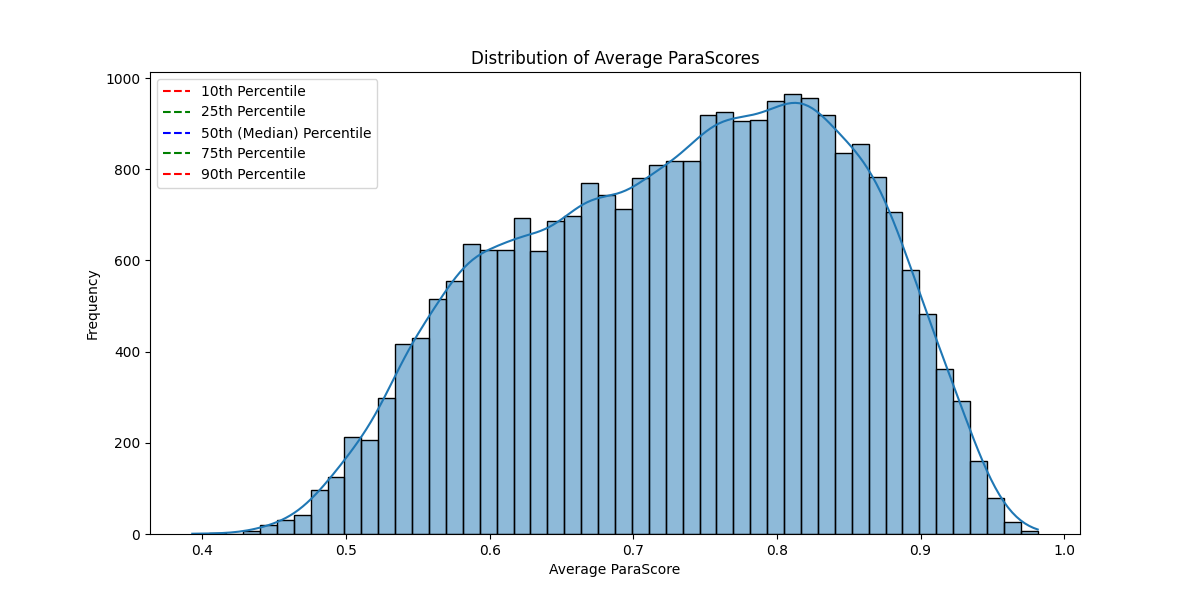 Distribution of Average ParaScores
10th Percentile
25th Percentile
50th (Median) Percentile
75th Percentile
90th Percentile
1000
800
600
400
200
0
Frequency
0.4 0.5 0.6 0.7 0.8 0.9 1.0
Average ParaScore